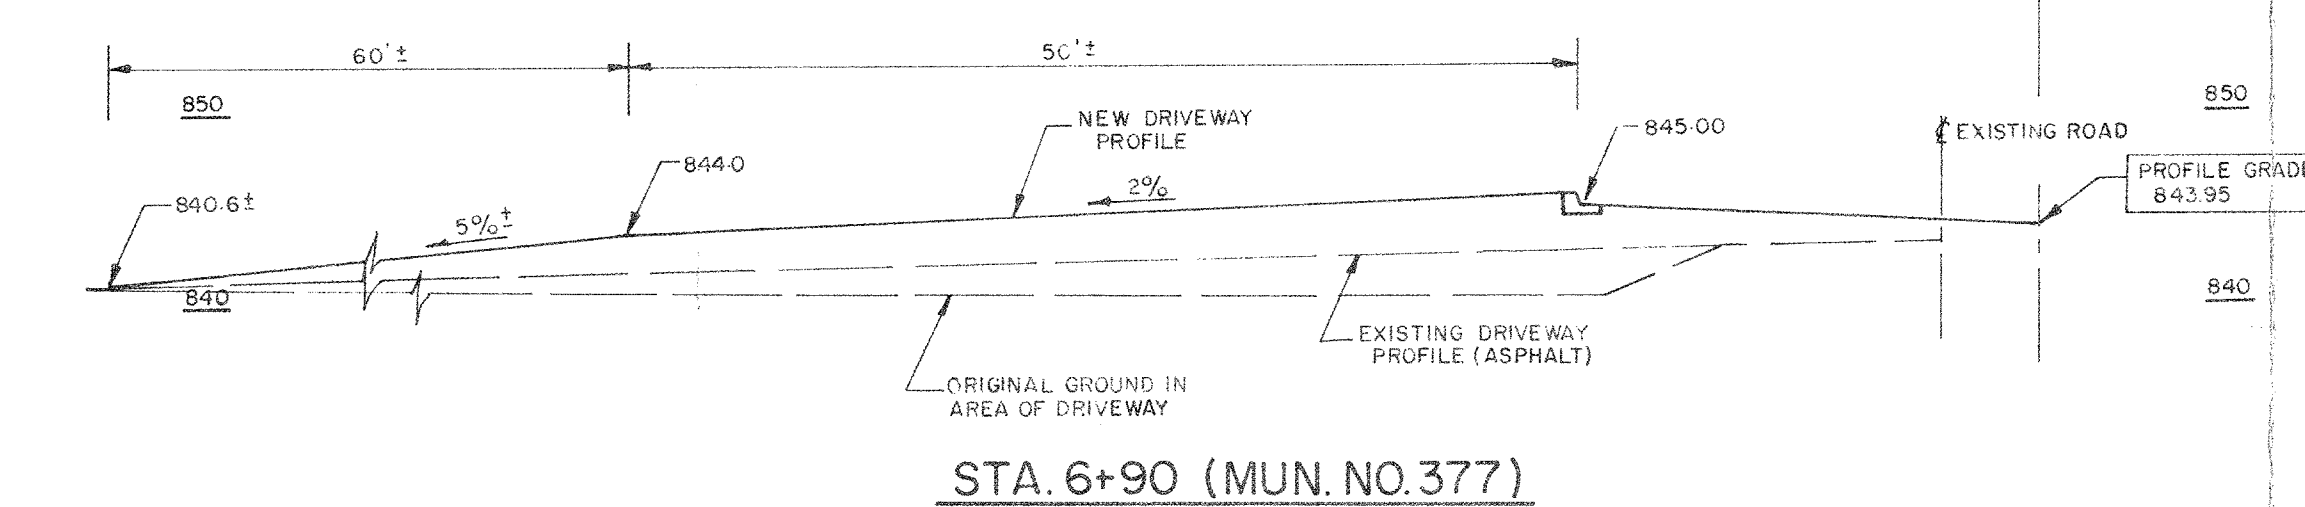 60'±
50'±
850
850
NEW DRIVEWAY
PROFILE
845.00
℄ EXISTING ROAD
844.0
PROFILE GRADE
843.95
2%
840.6±
5%±
840
840
EXISTING DRIVEWAY
PROFILE (ASPHALT)
ORIGINAL GROUND IN
AREA OF DRIVEWAY
STA. 6+90 (MUN. NO. 377)